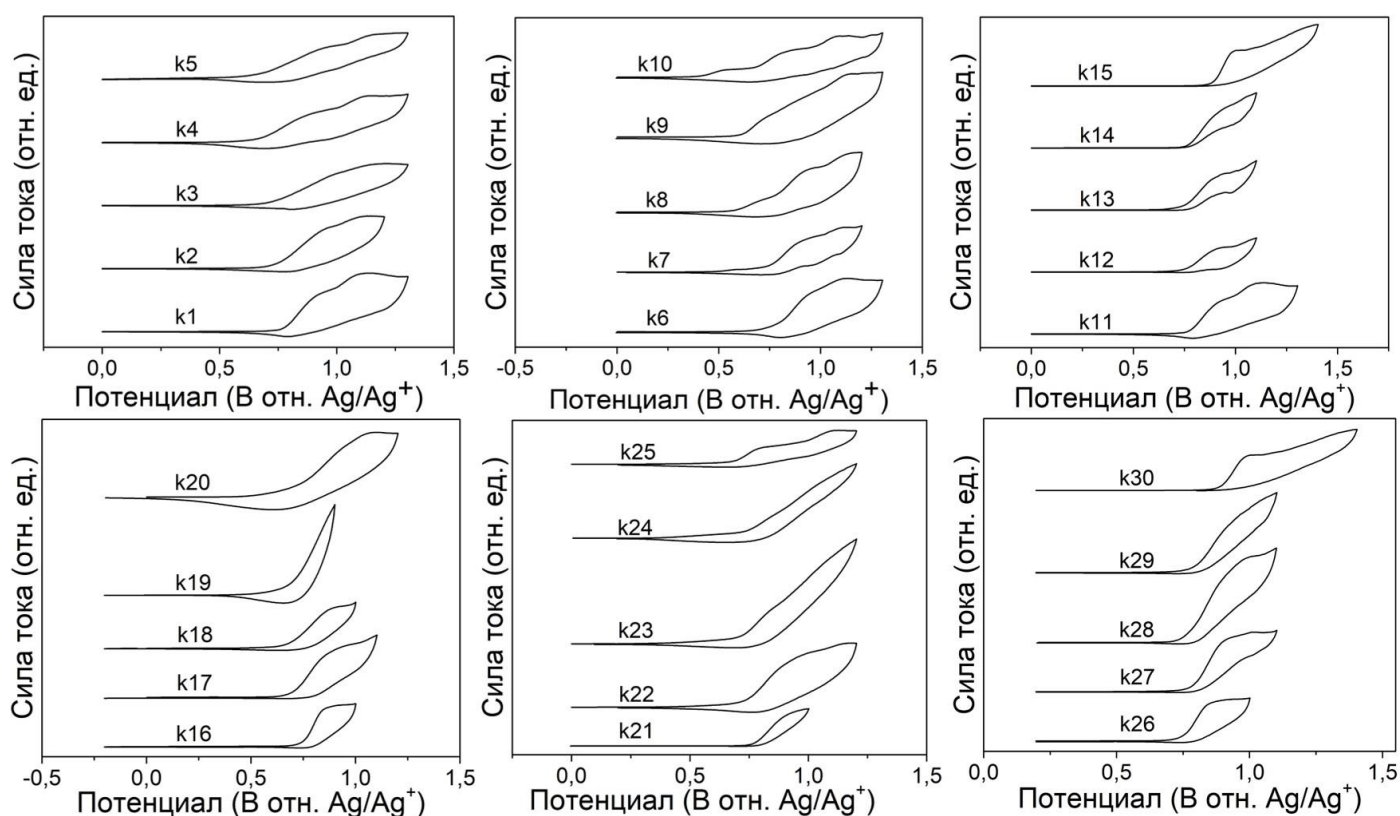 Сила тока (отн. ед.)
k5
k4
k3
k2
k1
0,0 0,5 1,0 1,5
Потенциал (В отн. Ag/Ag+)
Сила тока (отн. ед.)
k10
k9
k8
k7
k6
-0,5 0,0 0,5 1,0 1,5
Потенциал (В отн. Ag/Ag+)
Сила тока (отн. ед.)
k15
k14
k13
k12
k11
0,0 0,5 1,0 1,5
Потенциал (В отн. Ag/Ag+)
Сила тока (отн. ед.)
k20
k19
k18
k17
k16
-0,5 0,0 0,5 1,0 1,5
Потенциал (В отн. Ag/Ag+)
Сила тока (отн. ед.)
k25
k24
k23
k22
k21
0,0 0,5 1,0 1,5
Потенциал (В отн. Ag/Ag+)
Сила тока (отн. ед.)
k30
k29
k28
k27
k26
0,0 0,5 1,0 1,5
Потенциал (В отн. Ag/Ag+)